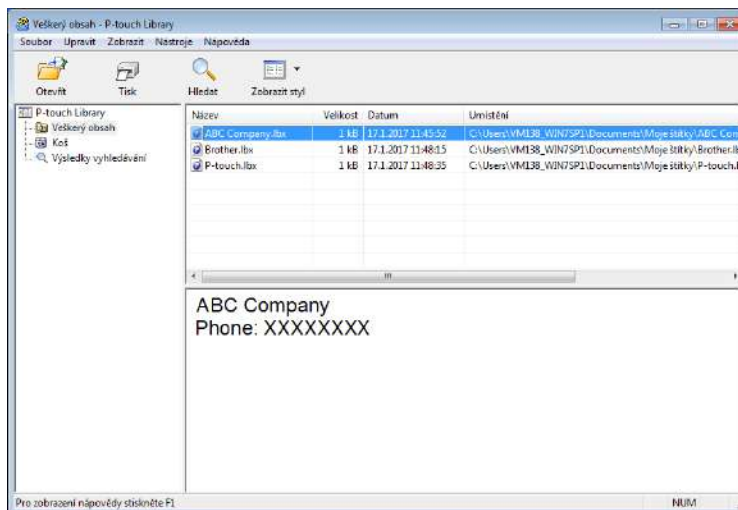 Veškerý obsah - P-touch Library
Soubor Upravit Zobrazit Nástroje Nápověda
Otevřít Tisk Hledat Zobrazit styl
P-touch Library
Veškerý obsah
Koš
Výsledky vyhledávání
Název Velikost Datum Umístění
ABC Company.lbx 1 kB 17.1.2017 11:45:52 C:\Users\VM138_WIN7SP1\Documents\Moje štítky\ABC Com
Brother.lbx 1 kB 17.1.2017 11:48:15 C:\Users\VM138_WIN7SP1\Documents\Moje štítky\Brother.lb
P-touch.lbx 1 kB 17.1.2017 11:48:35 C:\Users\VM138_WIN7SP1\Documents\Moje štítky\P-touch.l
ABC Company
Phone: XXXXXXXX
Pro zobrazení nápovědy stiskněte F1 NUM